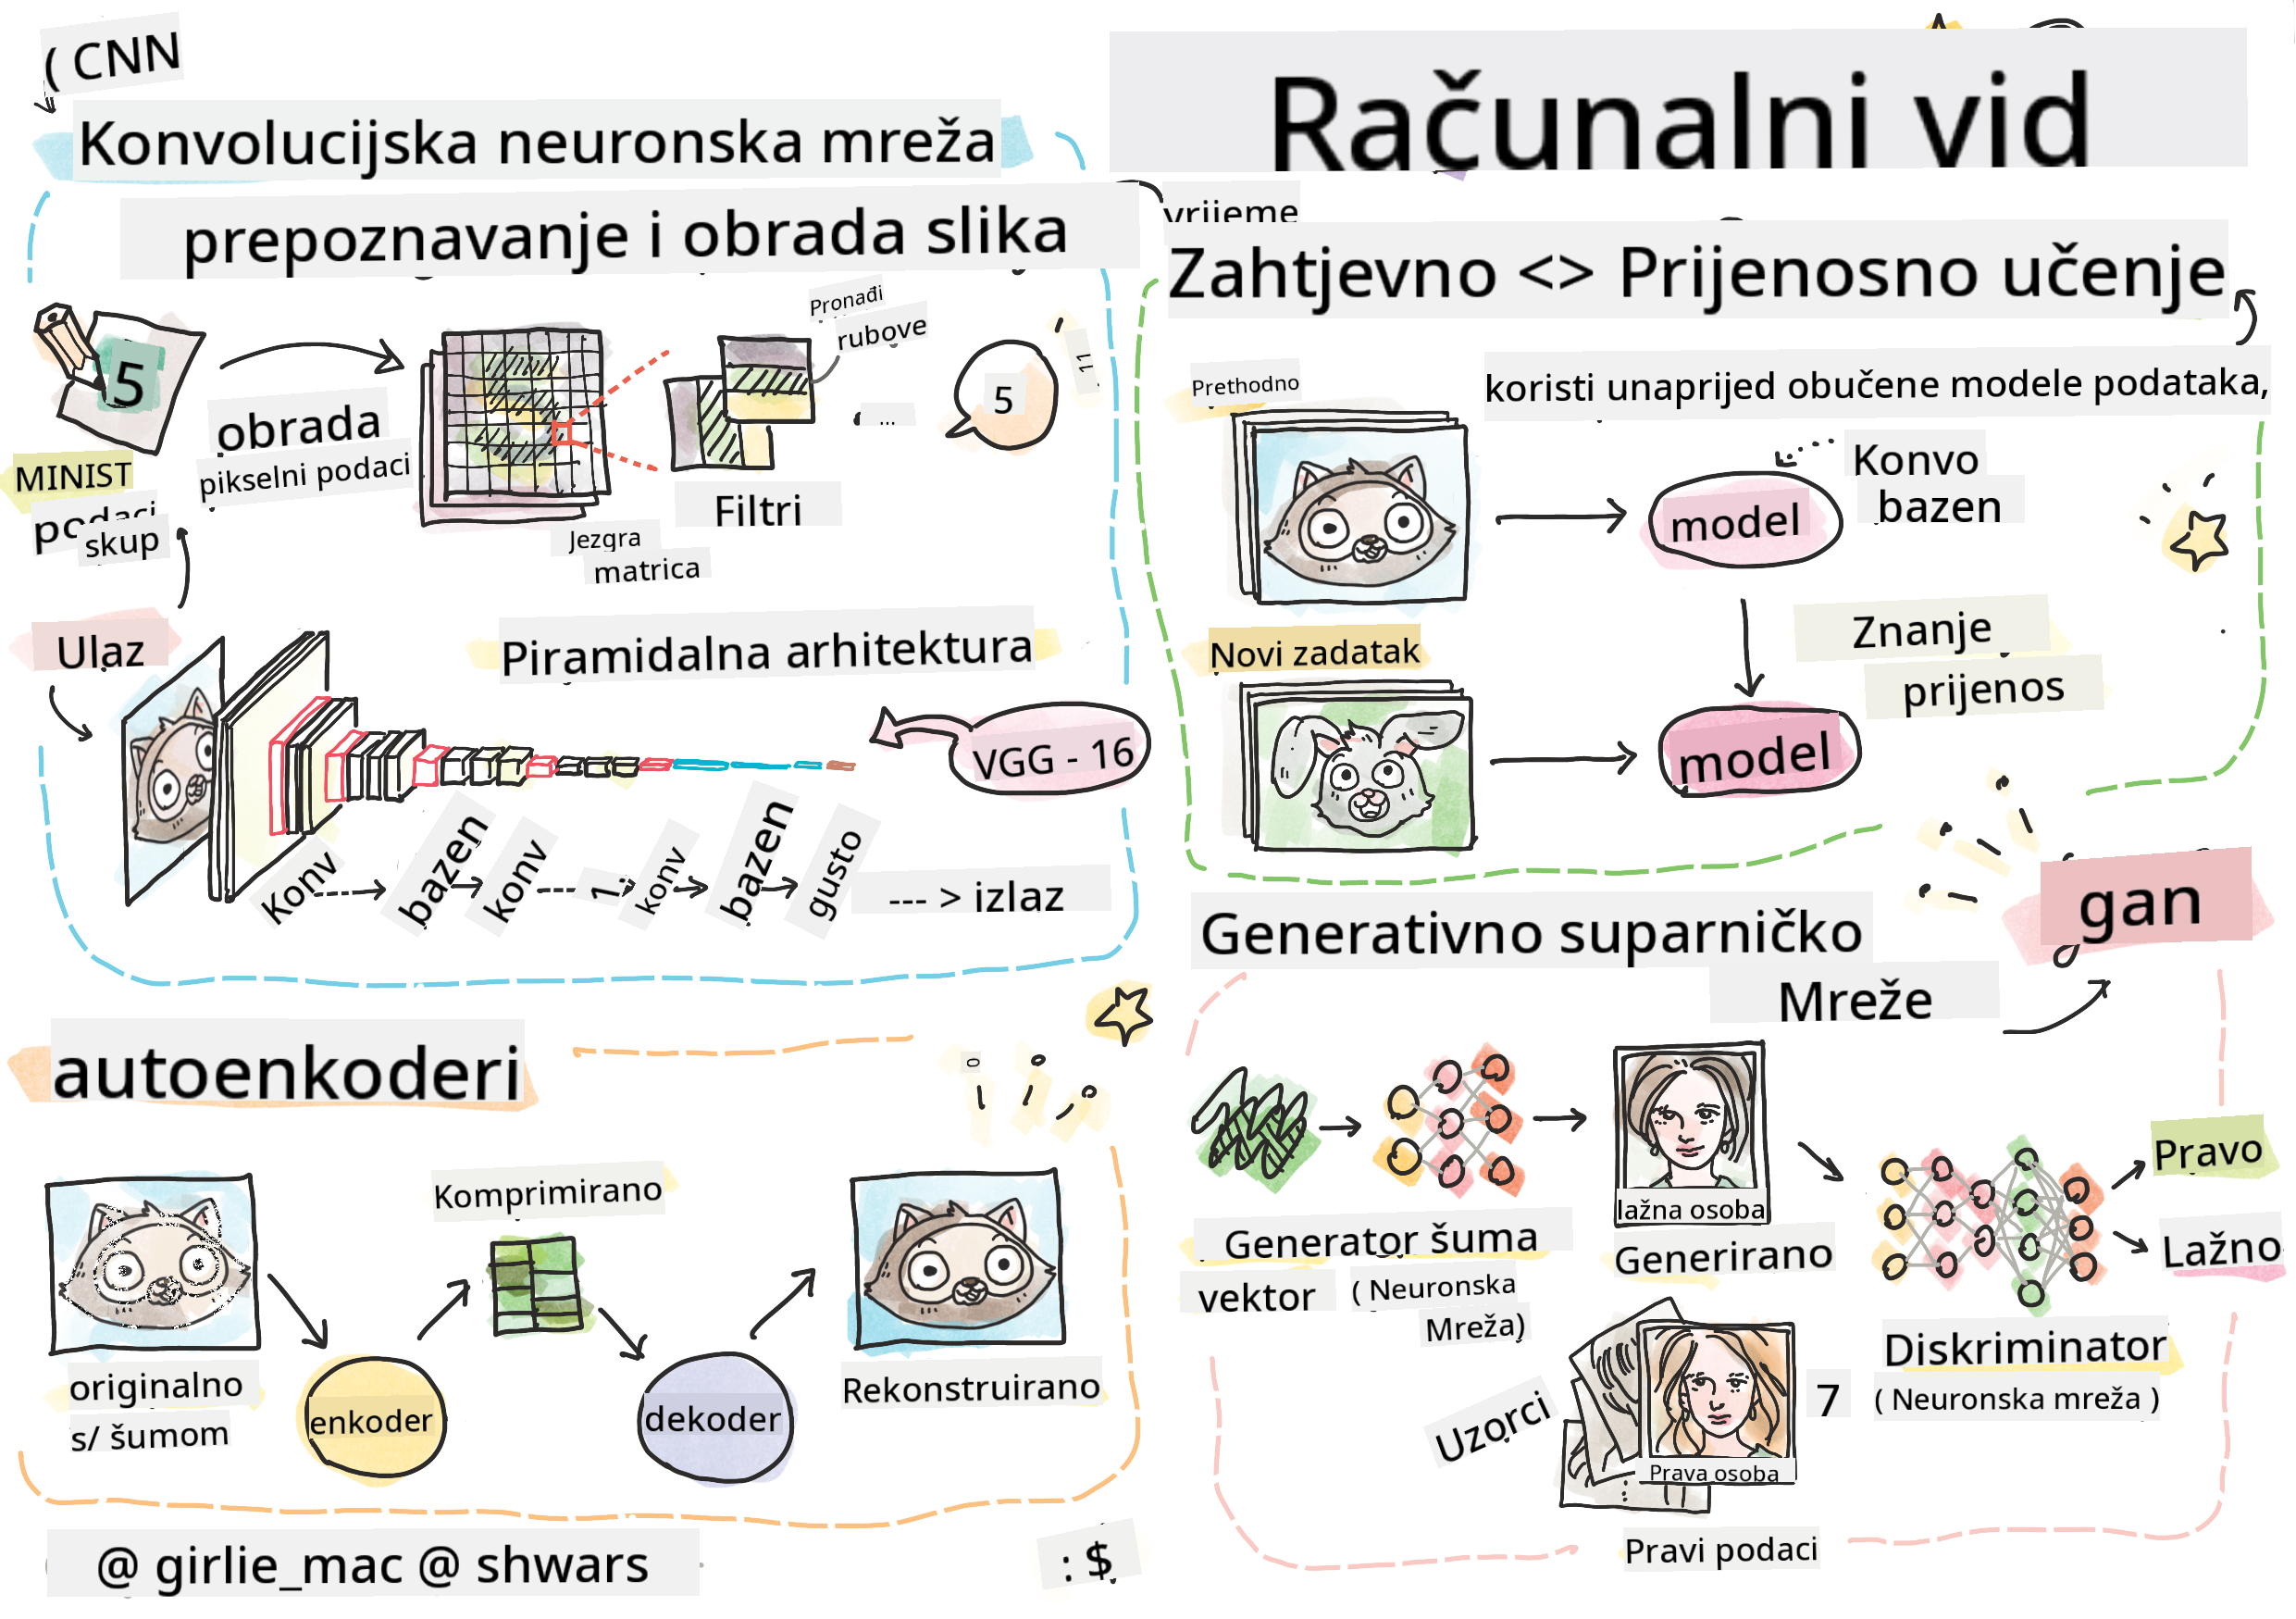 ( CNN
Konvolucijska neuronska mreža
prepoznavanje i obrada slika
5
MINIST
podaci
skup
obrada
pikselni podaci
Jezgra
matrica
Pronađi
rubove
Filtri
...
5
Ulaz
Piramidalna arhitektura
VGG - 16
Konv
bazen
konv
1.
konv
bazen
gusto
--- > izlaz
autoenkoderi
originalno
s/ šumom
enkoder
Komprimirano
dekoder
Rekonstruirano
@ girlie_mac @ shwars
: $
Računalni vid
vrijeme
Zahtjevno <> Prijenosno učenje
Prethodno
koristi unaprijed obučene modele podataka,
model
Konvo
bazen
Novi zadatak
Znanje
prijenos
model
Generativno suparničko
Mreže
gan
Generator šuma
vektor
( Neuronska
Mreža)
lažna osoba
Generirano
Pravo
Lažno
Diskriminator
( Neuronska mreža )
7
Uzorci
Prava osoba
Pravi podaci